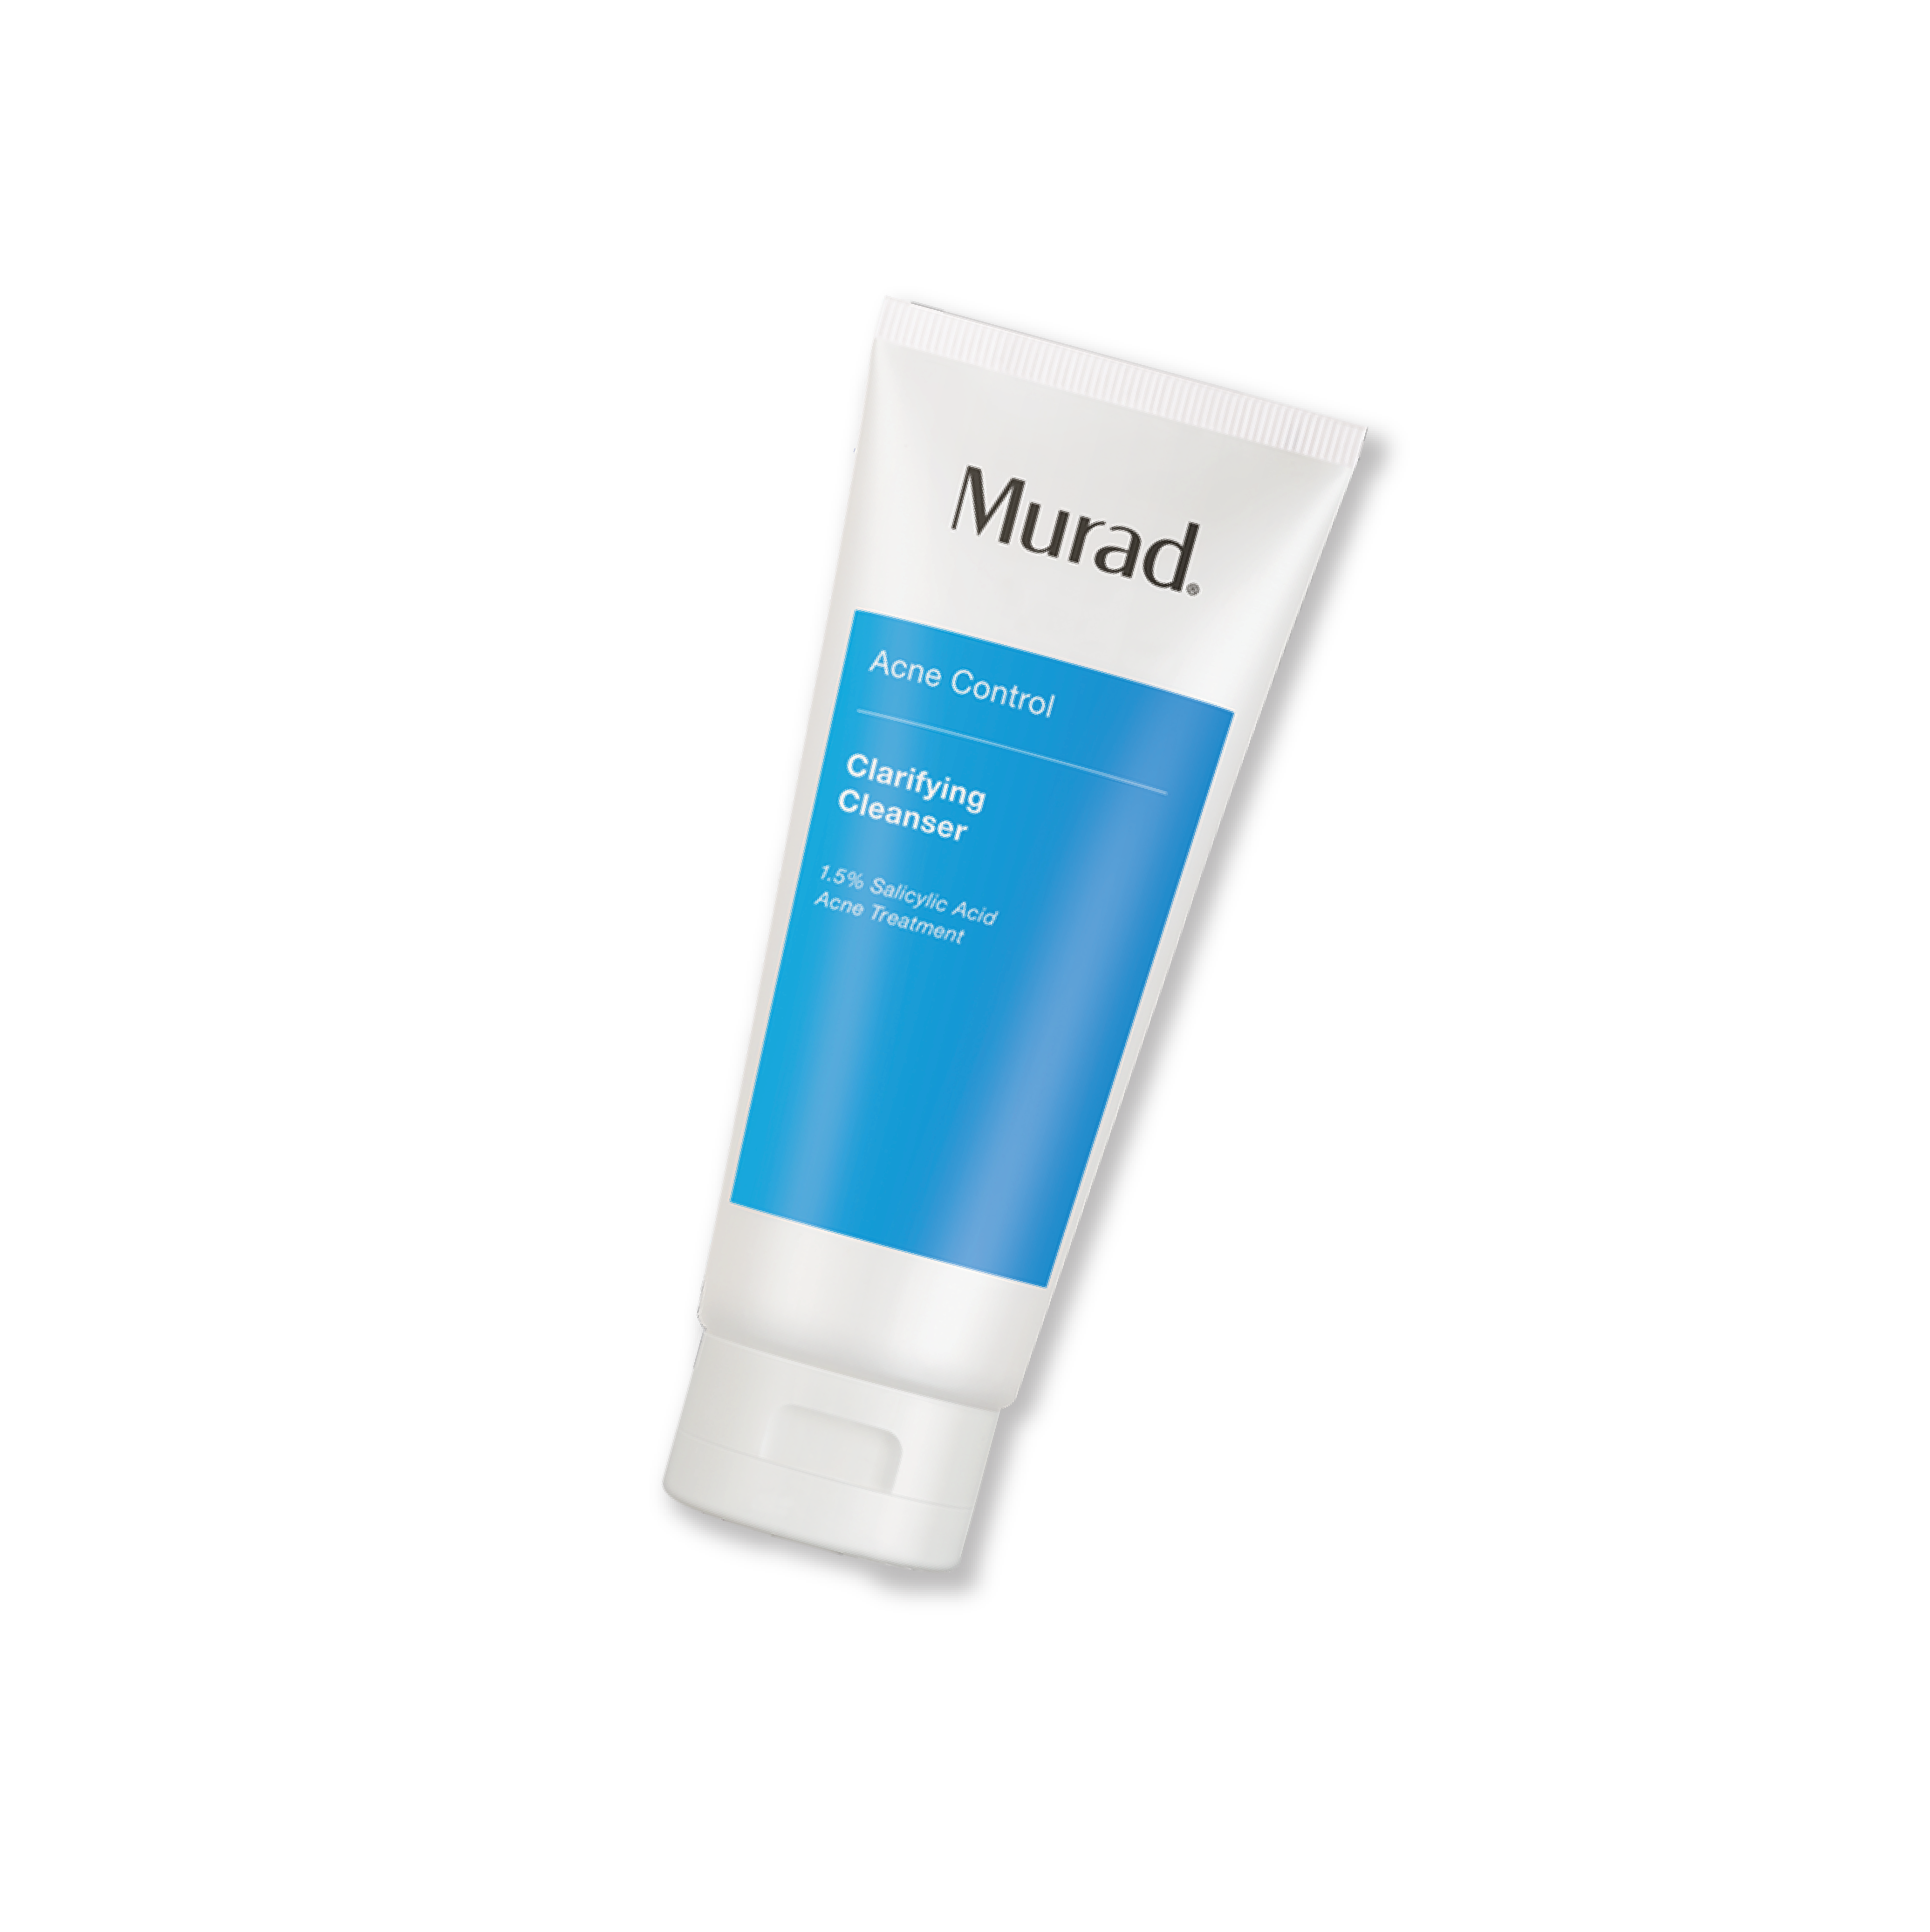 Murad®
Acne Control
Clarifying
Cleanser
1.5% Salicylic Acid
Acne Treatment